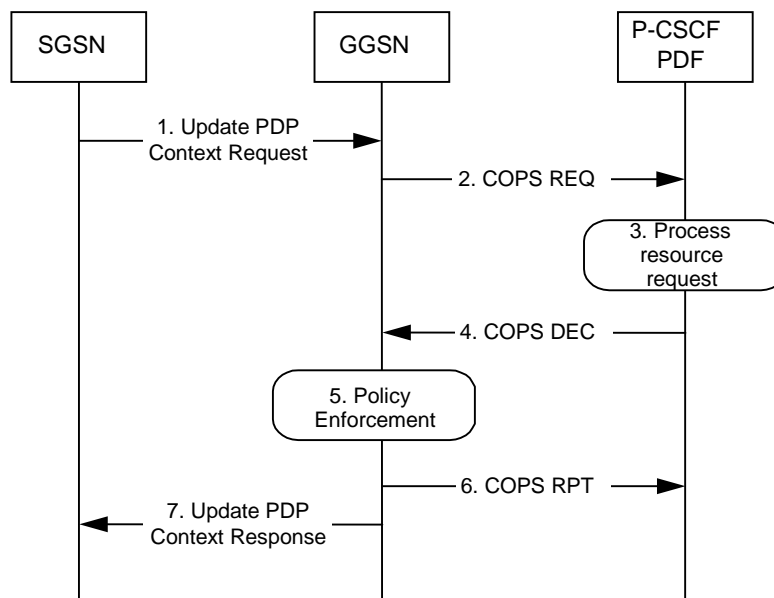 SGSN
GGSN
P-CSCF
PDF
1. Update PDP
Context Request
2. COPS REQ
3. Process
resource
request
4. COPS DEC
5. Policy
Enforcement
6. COPS RPT
7. Update PDP
Context Response